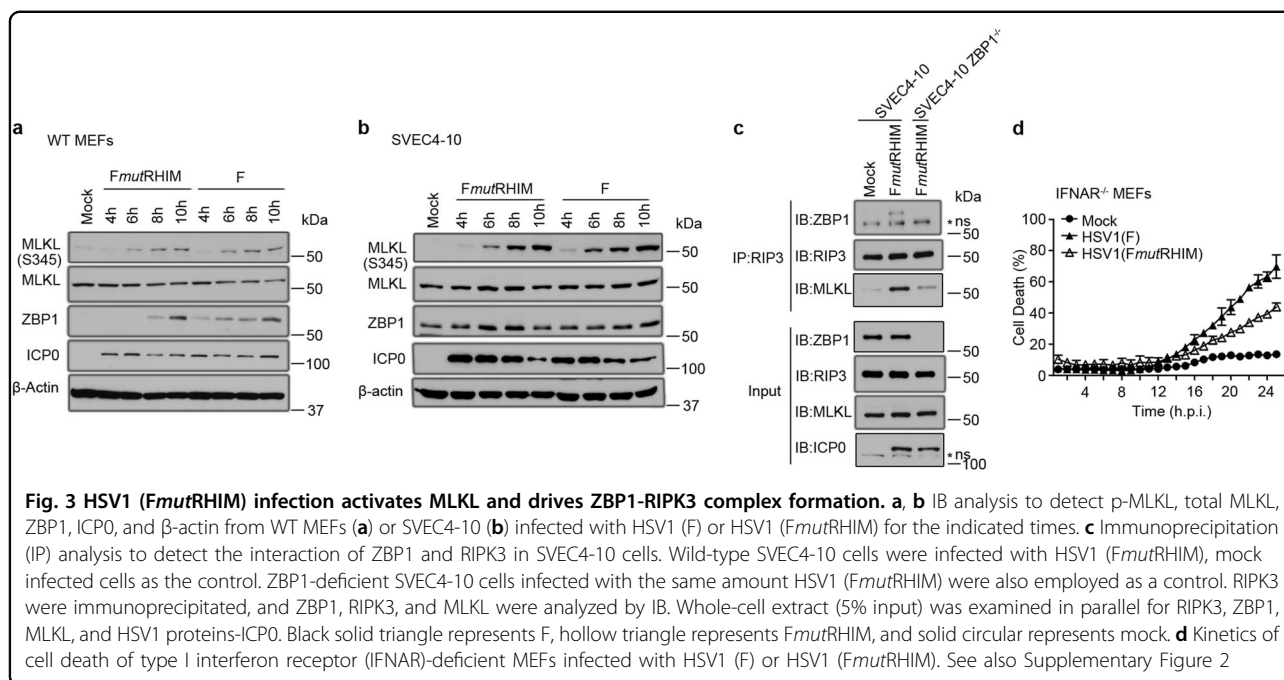 a
WT MEFs
FmutRHIM F
Mock 4h 6h 8h 10h 4h 6h 8h 10h
kDa
MLKL
(S345)
50
MLKL
50
ZBP1
50
ICP0
100
β-Actin
37
b
SVEC4-10
FmutRHIM F
Mock 4h 6h 8h 10h 4h 6h 8h 10h
kDa
MLKL
(S345)
50
MLKL
50
ZBP1
50
ICP0
100
β-actin
37
c
SVEC4-10
SVEC4-10 ZBP1-/-
Mock
FmutRHIM
FmutRHIM
kDa
IP:RIP3
IB:ZBP1
* ns
50
IB:RIP3
50
IB:MLKL
50
Input
IB:ZBP1
50
IB:RIP3
50
IB:MLKL
50
IB:ICP0
* ns
100
d
IFNAR-/- MEFs
Mock
HSV1(F)
HSV1(FmutRHIM)
Cell Death (%)
100
80
60
40
20
0
4 8 12 16 20 24
Time (h.p.i.)
Fig. 3 HSV1 (FmutRHIM) infection activates MLKL and drives ZBP1-RIPK3 complex formation. a, b IB analysis to detect p-MLKL, total MLKL,
ZBP1, ICP0, and β-actin from WT MEFs (a) or SVEC4-10 (b) infected with HSV1 (F) or HSV1 (FmutRHIM) for the indicated times. c Immunoprecipitation
(IP) analysis to detect the interaction of ZBP1 and RIPK3 in SVEC4-10 cells. Wild-type SVEC4-10 cells were infected with HSV1 (FmutRHIM), mock
infected cells as the control. ZBP1-deficient SVEC4-10 cells infected with the same amount HSV1 (FmutRHIM) were also employed as a control. RIPK3
were immunoprecipitated, and ZBP1, RIPK3, and MLKL were analyzed by IB. Whole-cell extract (5% input) was examined in parallel for RIPK3, ZBP1,
MLKL, and HSV1 proteins-ICP0. Black solid triangle represents F, hollow triangle represents FmutRHIM, and solid circular represents mock. d Kinetics of
cell death of type I interferon receptor (IFNAR)-deficient MEFs infected with HSV1 (F) or HSV1 (FmutRHIM). See also Supplementary Figure 2